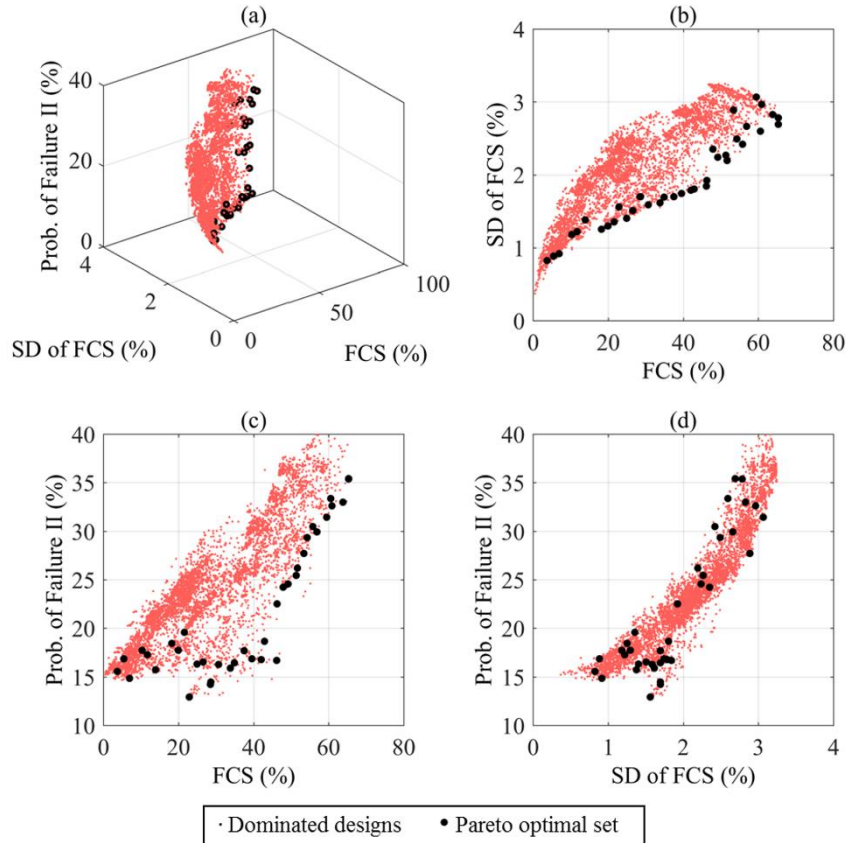 (a)
40
20
0
4
2
0
0
50
100
Prob. of Failure II (%)
SD of FCS (%)
FCS (%)
(b)
4
3
2
1
0
0 20 40 60 80
SD of FCS (%)
FCS (%)
(c)
40
35
30
25
20
15
10
0 20 40 60 80
Prob. of Failure II (%)
FCS (%)
(d)
40
35
30
25
20
15
10
0 1 2 3 4
Prob. of Failure II (%)
SD of FCS (%)
· Dominated designs ● Pareto optimal set